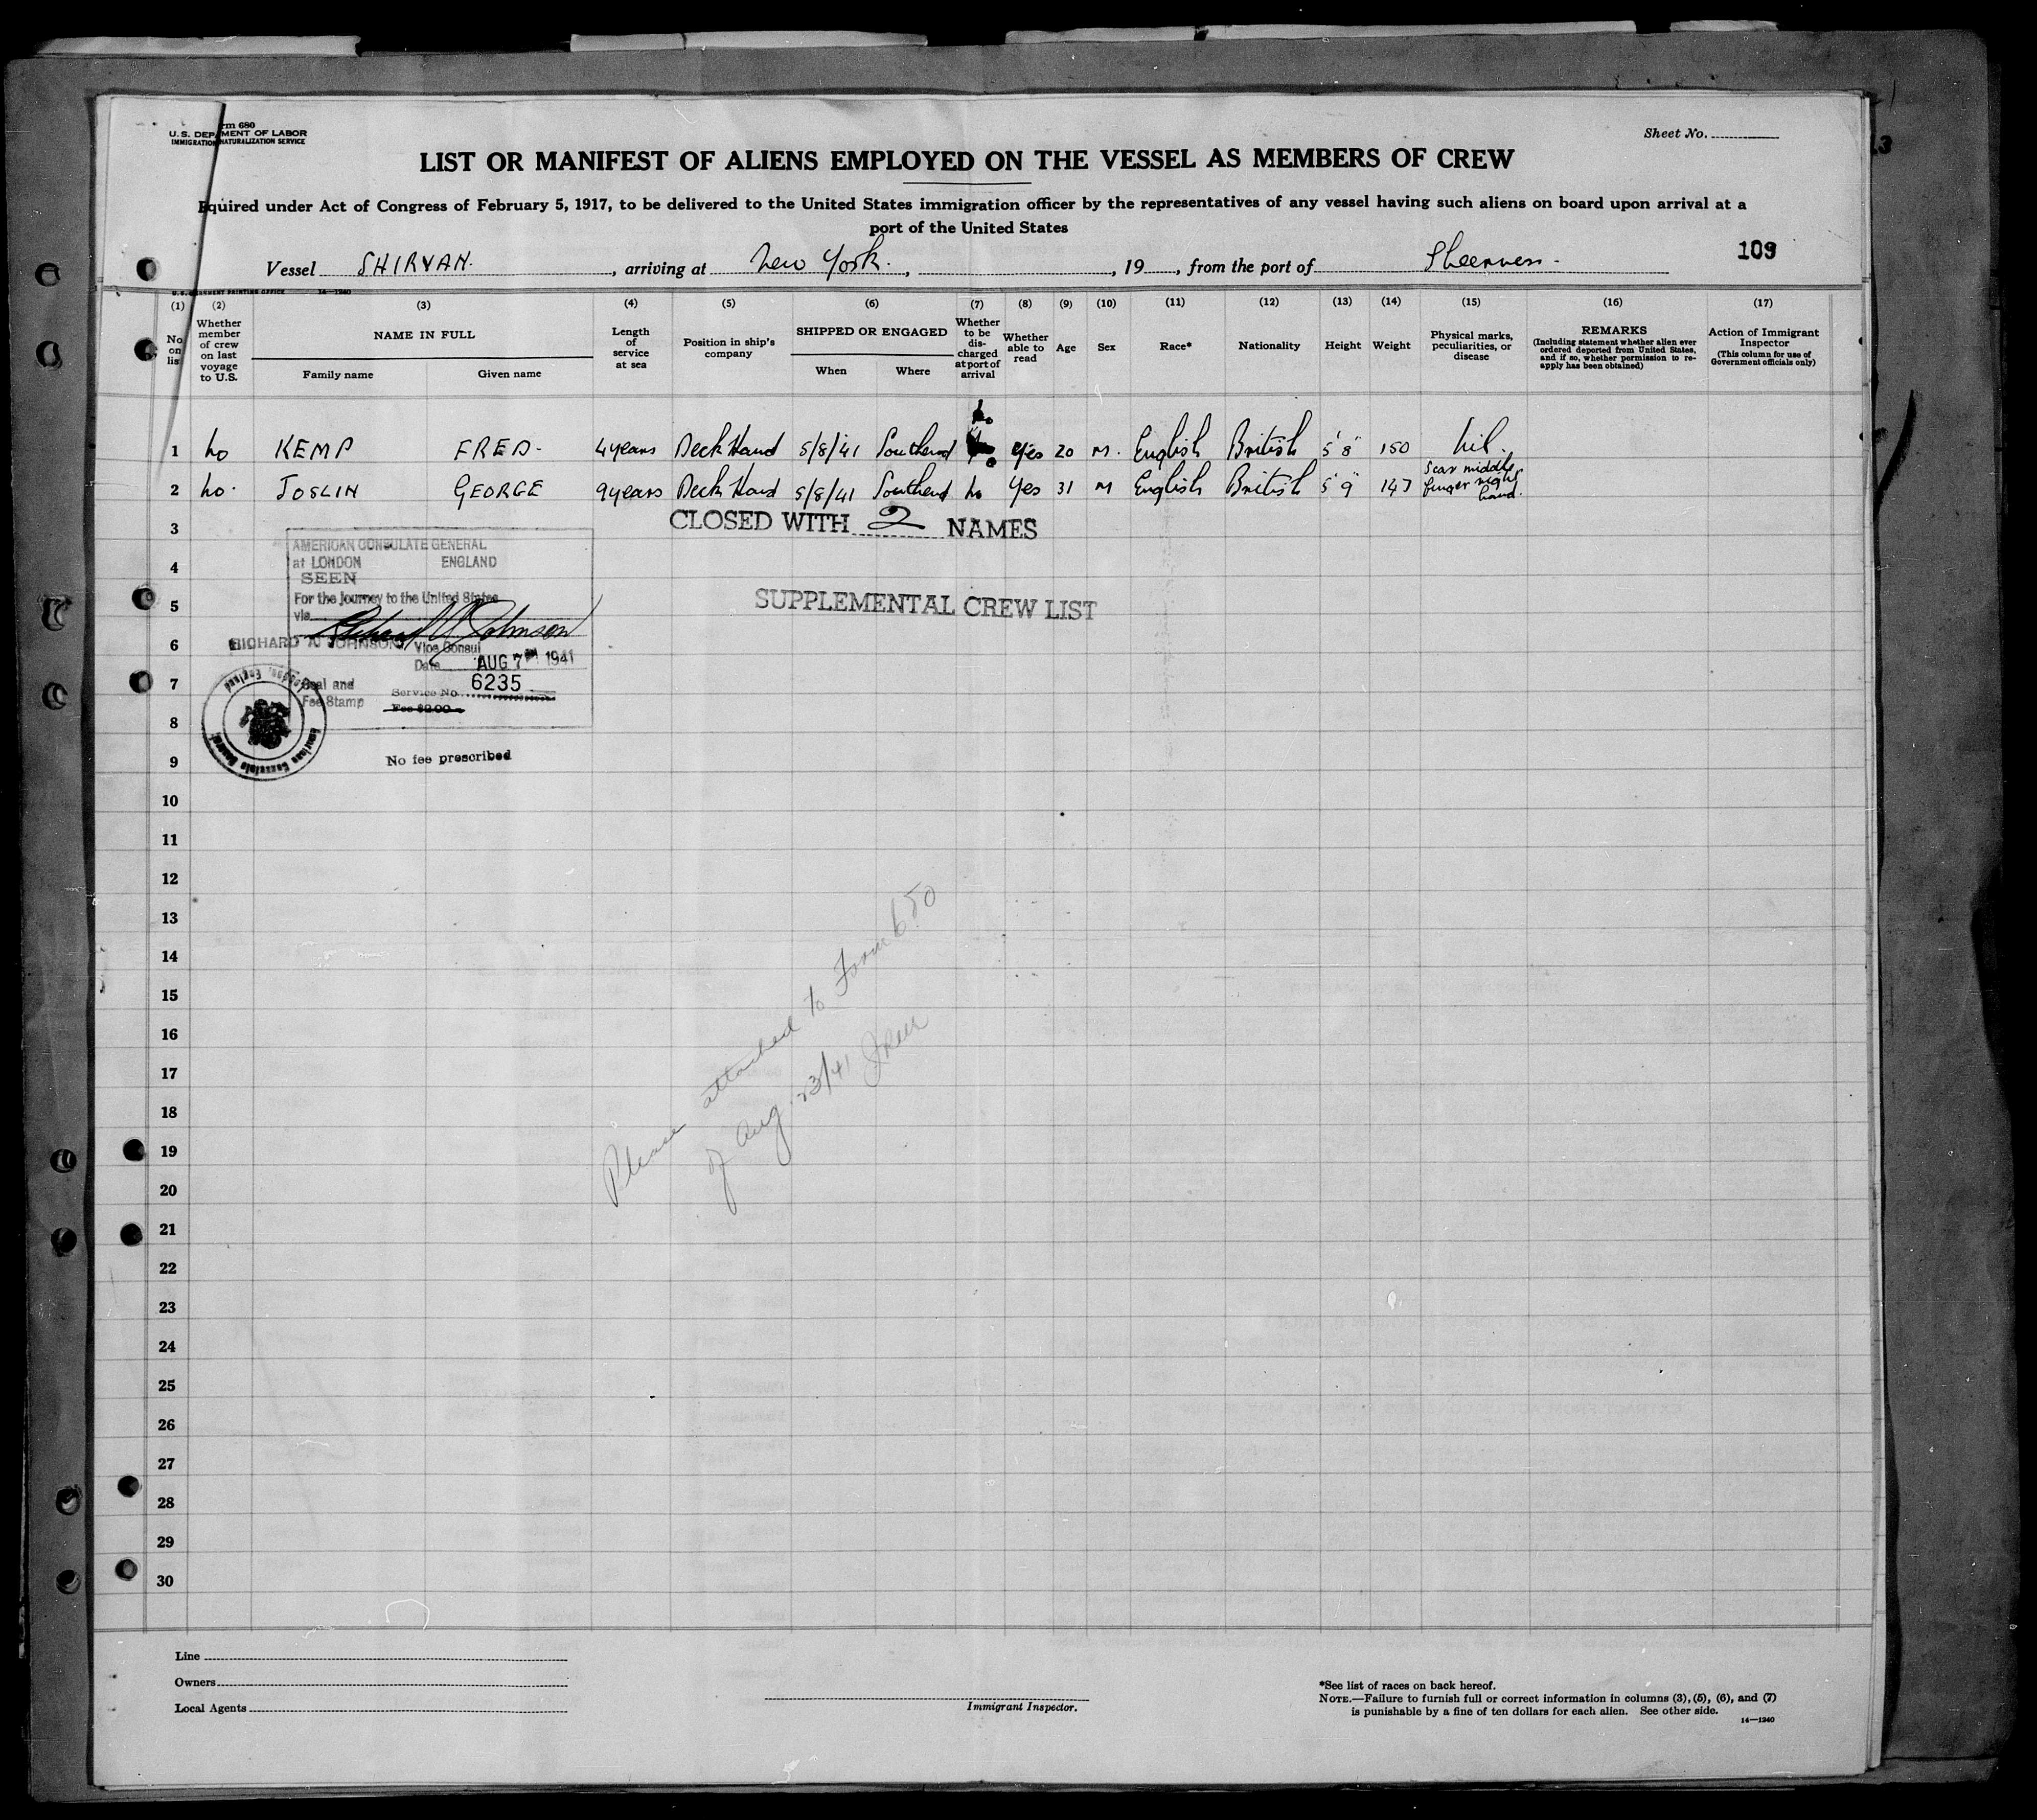 rm 680
U.S. DEPA MENT OF LABOR
IMMIGRATION NATURALIZATION SERVICE
Sheet No.
LIST OR MANIFEST OF ALIENS EMPLOYED ON THE VESSEL AS MEMBERS OF CREW
quired under Act of Congress of February 5, 1917, to be delivered to the United States immigration officer by the representatives of any vessel having such aliens on board upon arrival at a
port of the United States
Vessel SHIRVAN. , arriving at New York. , , 19 , from the port of Sheerness.
109
14—1240
(1) (2) (3) (4) (5) (6) (7) (8) (9) (10) (11) (12) (13) (14) (15) (16) (17)
No. on list
Whether member of crew on last voyage to U.S.
NAME IN FULL
Family name
Given name
Length of service at sea
Position in ship's company
SHIPPED OR ENGAGED
When
Where
Whether to be discharged at port of arrival
Whether able to read
Age
Sex
Race*
Nationality
Height
Weight
Physical marks, peculiarities, or disease
REMARKS
(Including statement whether alien ever ordered deported from United States, and if so, whether permission to re-apply has been obtained)
Action of Immigrant Inspector
(This column for use of Government officials only)
1 No KEMP FRED. 4 years Deck Hand 5/8/41 Southend No Yes 20 M. English British 5'8" 150 Nil.
2 No. JOSLIN GEORGE 9 years Deck Hand 5/8/41 Southend No Yes 31 M English British 5'9" 147 Scar middle finger right hand.
3
CLOSED WITH 2 NAMES
AMERICAN CONSULATE GENERAL
at LONDON ENGLAND
4
SEEN
For the journey to the United States
5
SUPPLEMENTAL CREW LIST
via
Richard A Johnson
6
RICHARD A JOHNSON, Vice Consul
Date AUG 7 1941
7
Seal and Fee Stamp
Service No. 6235
Fee $2.00
8
No fee prescribed
9
10
11
12
13
14
15
16
17
18
19
20
21
22
23
24
25
26
27
28
29
30
Please attached to Form 680
of Aug 23/41
Line
Owners
Local Agents
Immigrant Inspector.
*See list of races on back hereof.
NOTE.—Failure to furnish full or correct information in columns (3), (5), (6), and (7)
is punishable by a fine of ten dollars for each alien. See other side.
14—1240